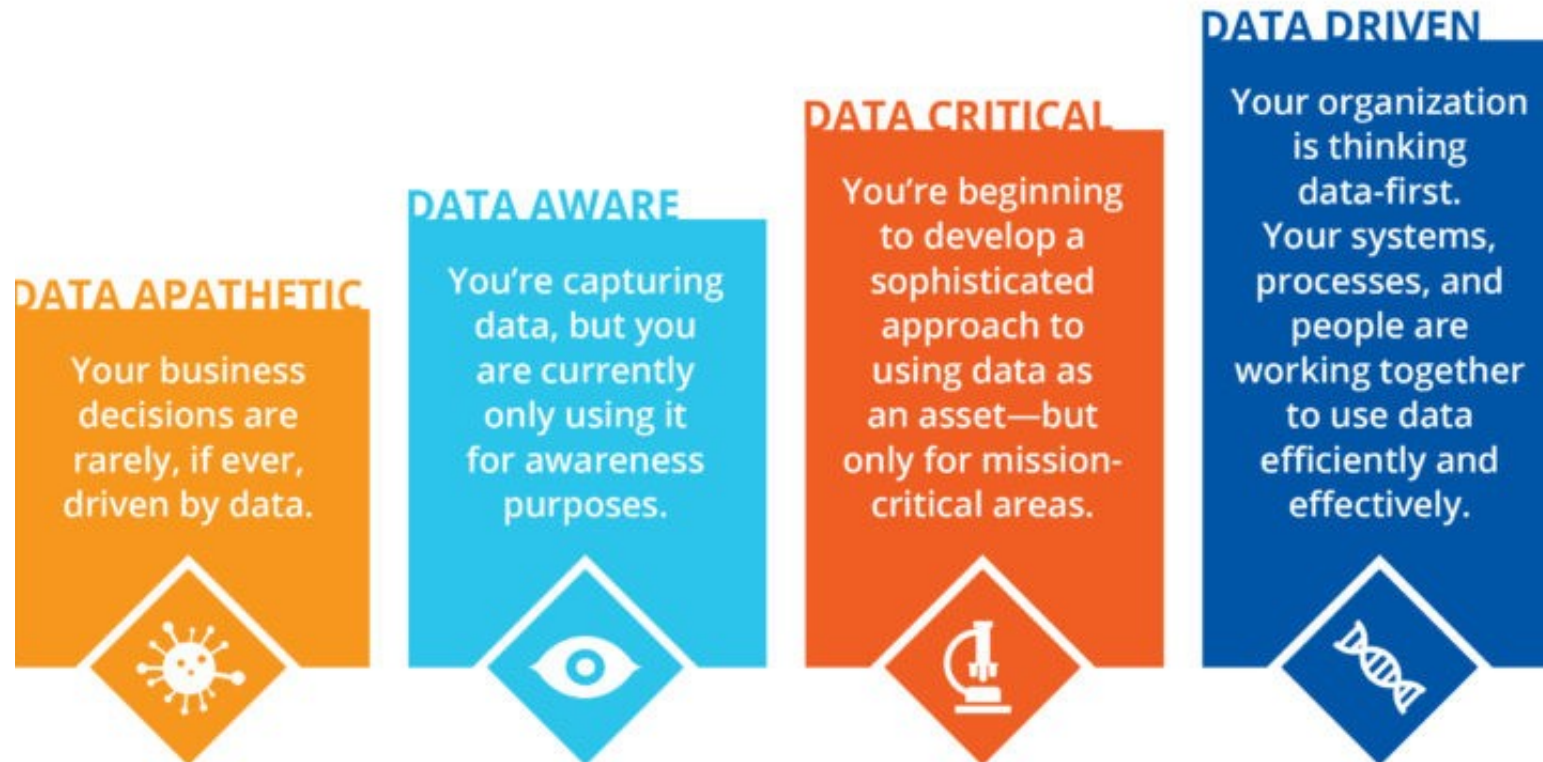 DATA APATHETIC
Your business
decisions are
rarely, if ever,
driven by data.
DATA AWARE
You're capturing
data, but you
are currently
only using it
for awareness
purposes.
DATA CRITICAL
You're beginning
to develop a
sophisticated
approach to
using data as
an asset—but
only for mission-
critical areas.
DATA DRIVEN
Your organization
is thinking
data-first.
Your systems,
processes, and
people are
working together
to use data
efficiently and
effectively.